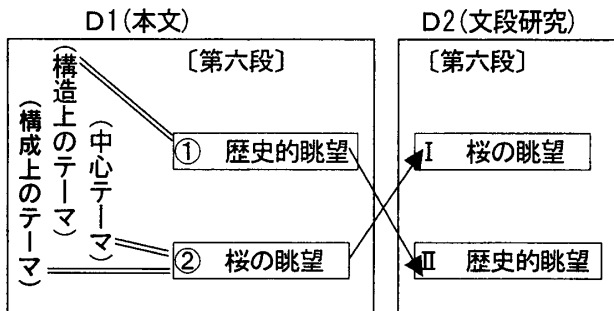 D1(本文)
〔第六段〕
(構造上のテーマ)
(中心テーマ)
(構成上のテーマ)
① 歴史的眺望
② 桜の眺望
D2(文段研究)
〔第六段〕
Ⅰ 桜の眺望
Ⅱ 歴史的眺望